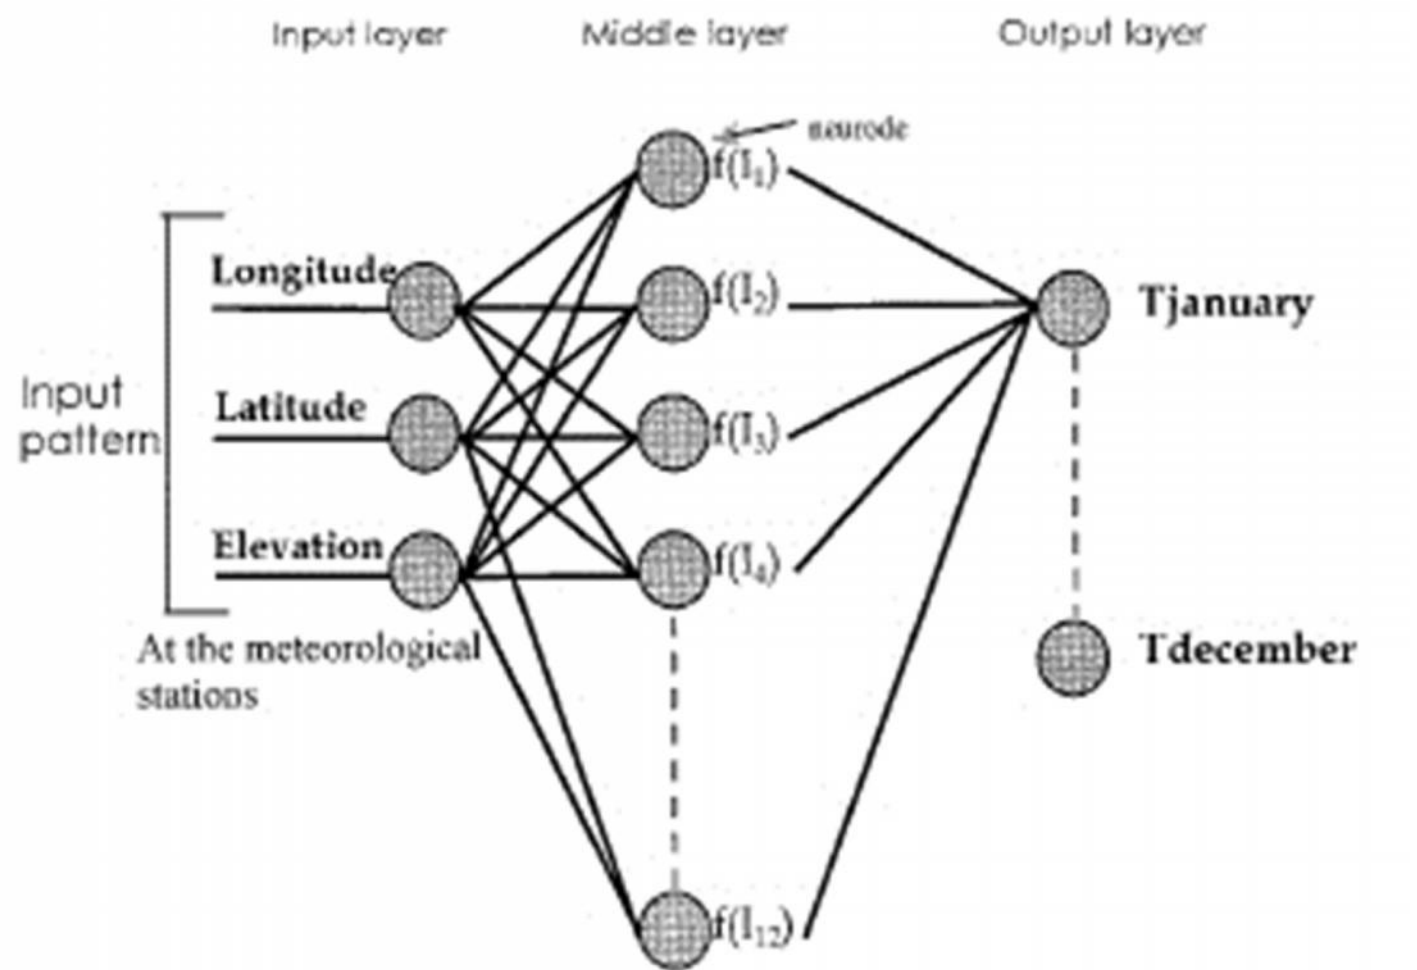 Input layer
Middle layer
Output layer
neurode
f(I1)
Longitude
f(I2)
Tjanuary
Input
pattern
Latitude
f(I3)
Elevation
f(I4)
At the meteorological
stations
Tdecember
f(I12)